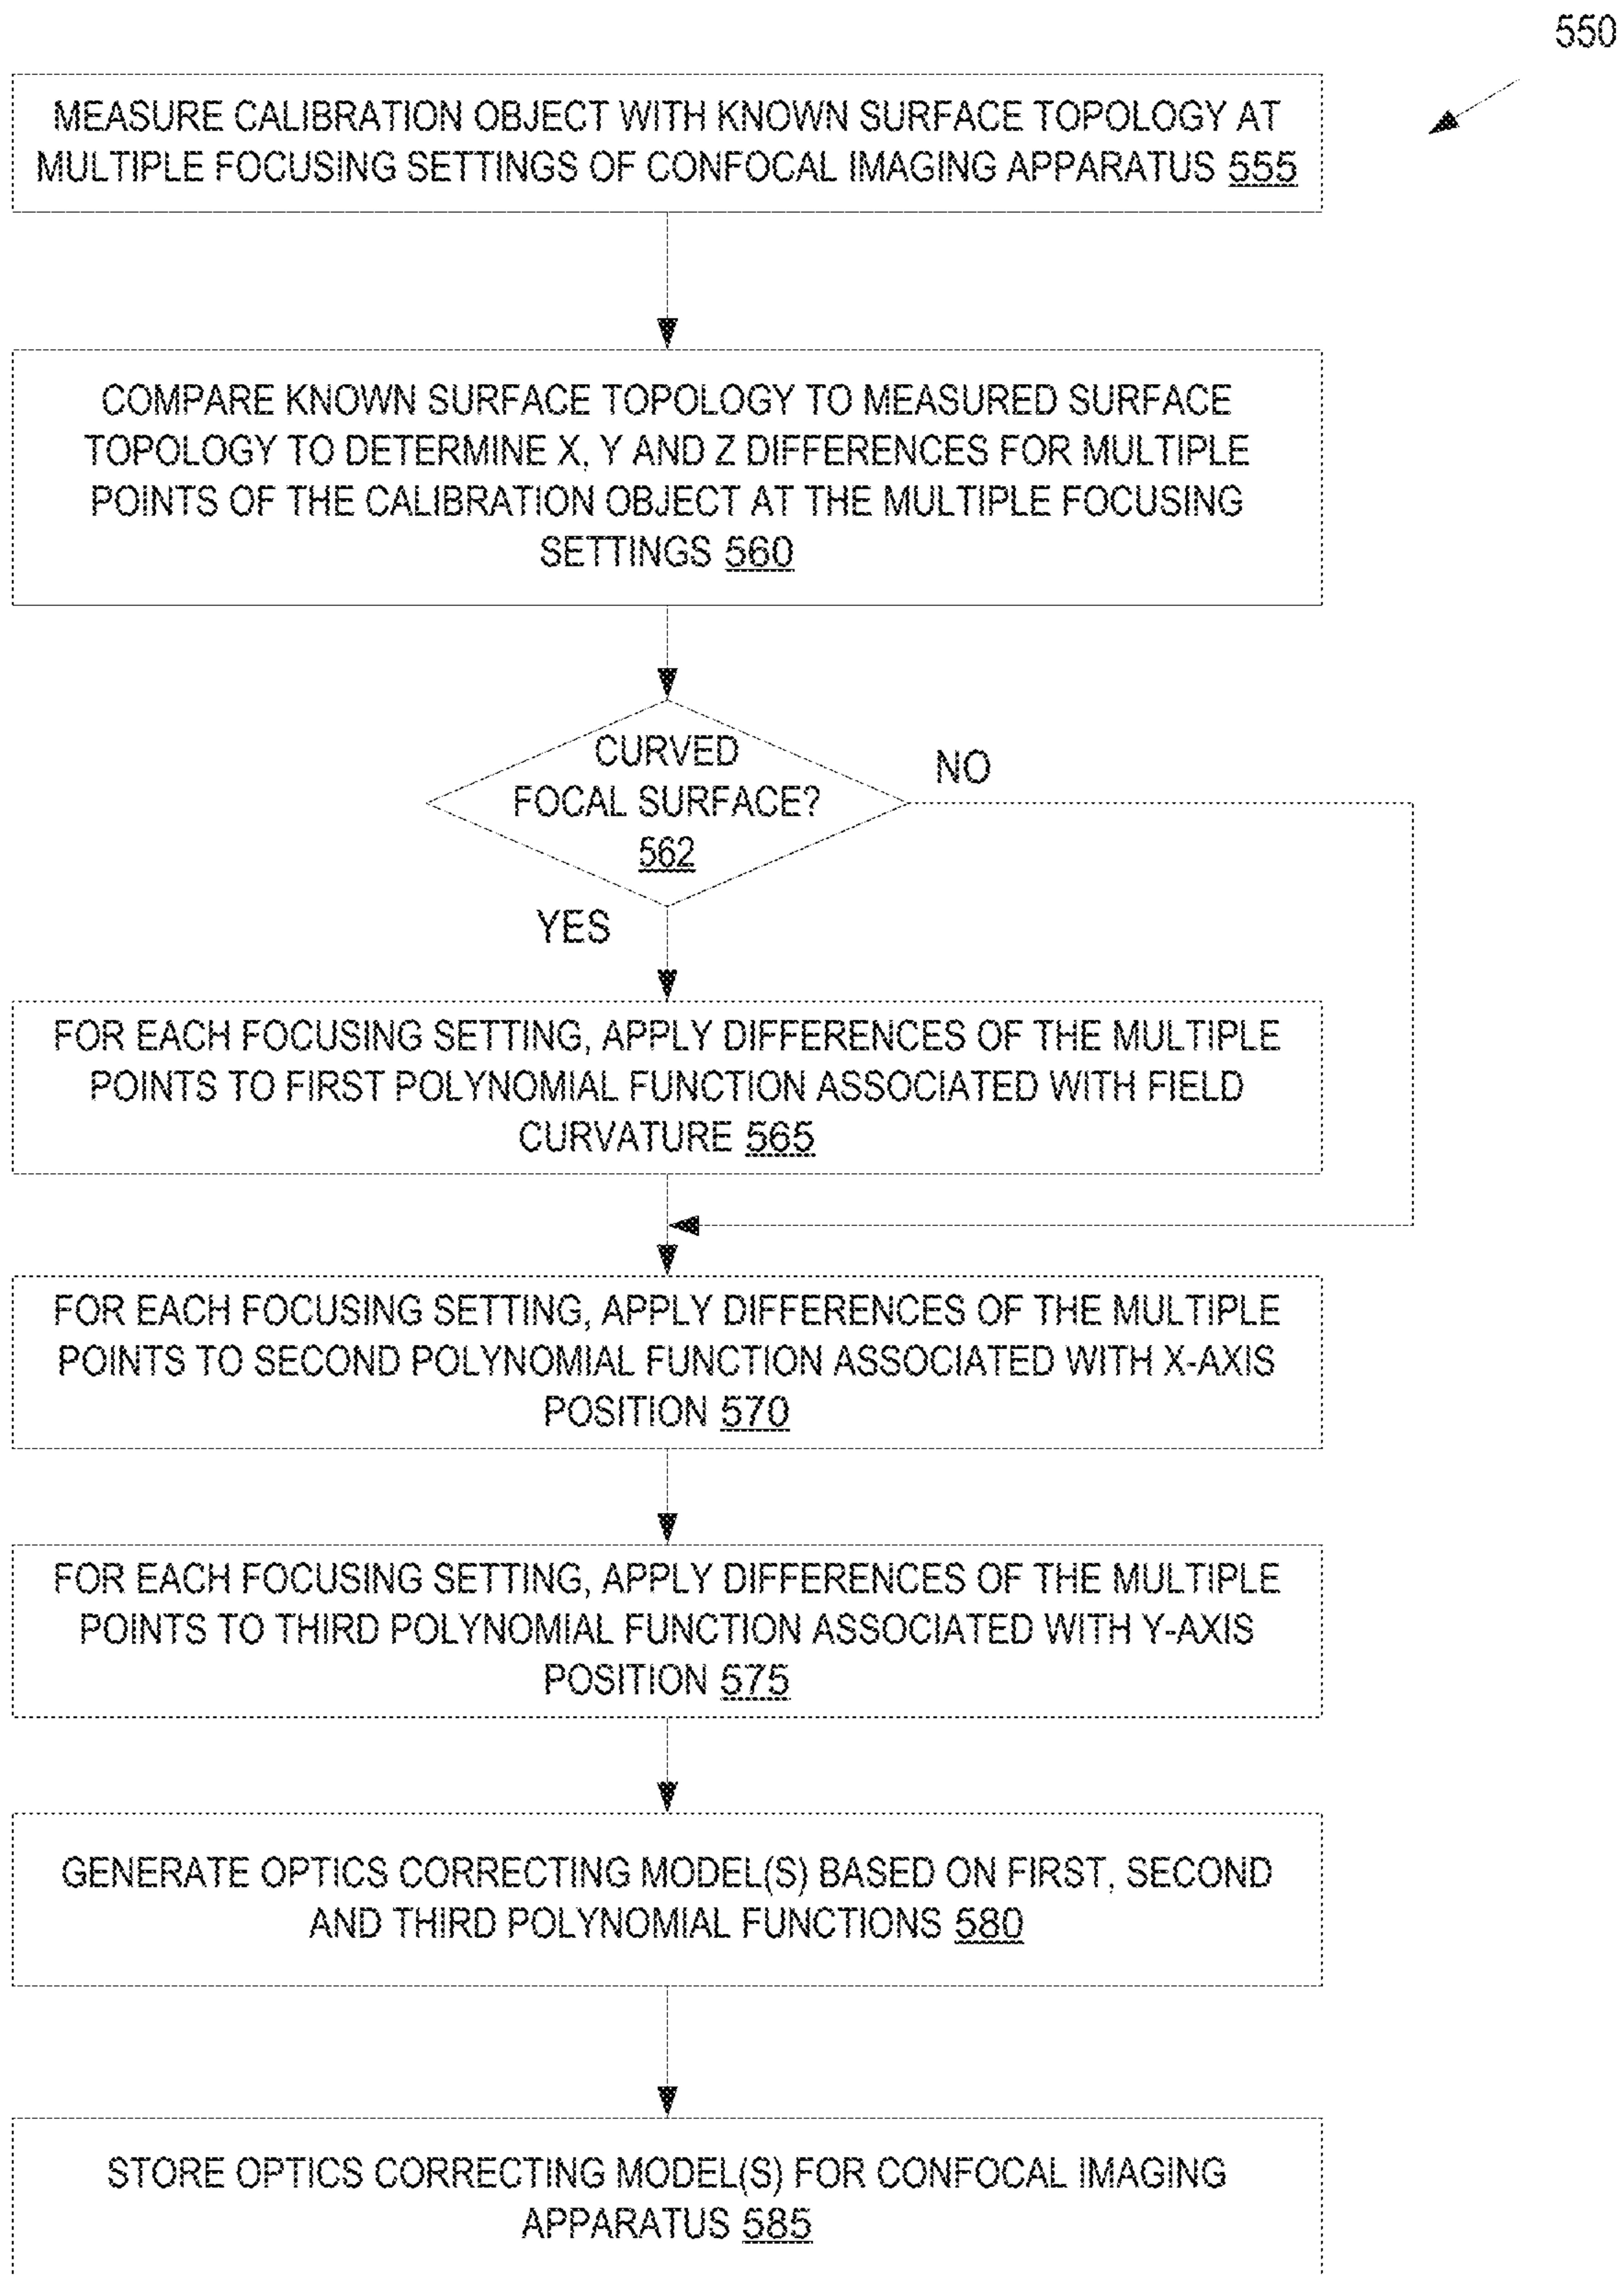 550
MEASURE CALIBRATION OBJECT WITH KNOWN SURFACE TOPOLOGY AT
MULTIPLE FOCUSING SETTINGS OF CONFOCAL IMAGING APPARATUS 555
COMPARE KNOWN SURFACE TOPOLOGY TO MEASURED SURFACE
TOPOLOGY TO DETERMINE X, Y AND Z DIFFERENCES FOR MULTIPLE
POINTS OF THE CALIBRATION OBJECT AT THE MULTIPLE FOCUSING
SETTINGS 560
CURVED
FOCAL SURFACE?
562
NO
YES
FOR EACH FOCUSING SETTING, APPLY DIFFERENCES OF THE MULTIPLE
POINTS TO FIRST POLYNOMIAL FUNCTION ASSOCIATED WITH FIELD
CURVATURE 565
FOR EACH FOCUSING SETTING, APPLY DIFFERENCES OF THE MULTIPLE
POINTS TO SECOND POLYNOMIAL FUNCTION ASSOCIATED WITH X-AXIS
POSITION 570
FOR EACH FOCUSING SETTING, APPLY DIFFERENCES OF THE MULTIPLE
POINTS TO THIRD POLYNOMIAL FUNCTION ASSOCIATED WITH Y-AXIS
POSITION 575
GENERATE OPTICS CORRECTING MODEL(S) BASED ON FIRST, SECOND
AND THIRD POLYNOMIAL FUNCTIONS 580
STORE OPTICS CORRECTING MODEL(S) FOR CONFOCAL IMAGING
APPARATUS 585